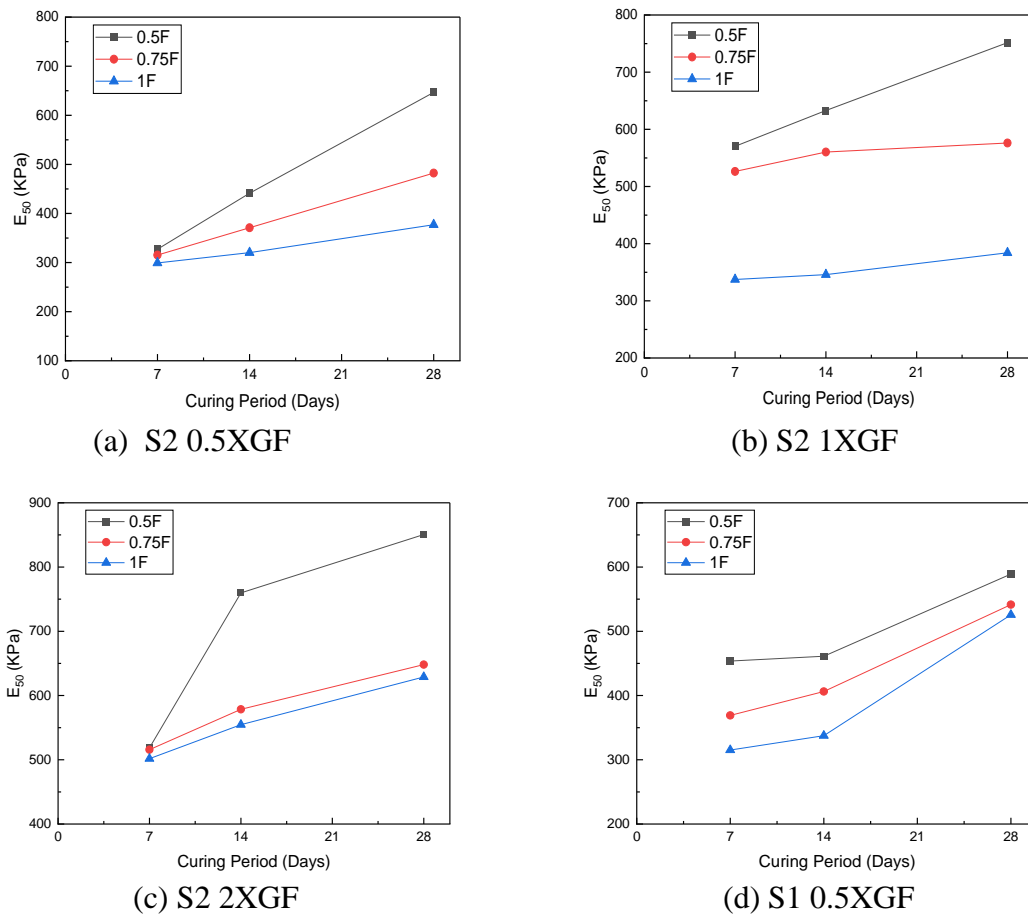 800
700
600
500
400
300
200
100
E50 (KPa)
0.5F
0.75F
1F
0 7 14 21 28
Curing Period (Days)
(a) S2 0.5XGF
800
700
600
500
400
300
200
E50 (KPa)
0.5F
0.75F
1F
0 7 14 21 28
Curing Period (Days)
(b) S2 1XGF
900
800
700
600
500
400
E50 (KPa)
0.5F
0.75F
1F
0 7 14 21 28
Curing Period (Days)
(c) S2 2XGF
700
600
500
400
300
200
E50 (KPa)
0.5F
0.75F
1F
0 7 14 21 28
Curing Period (Days)
(d) S1 0.5XGF